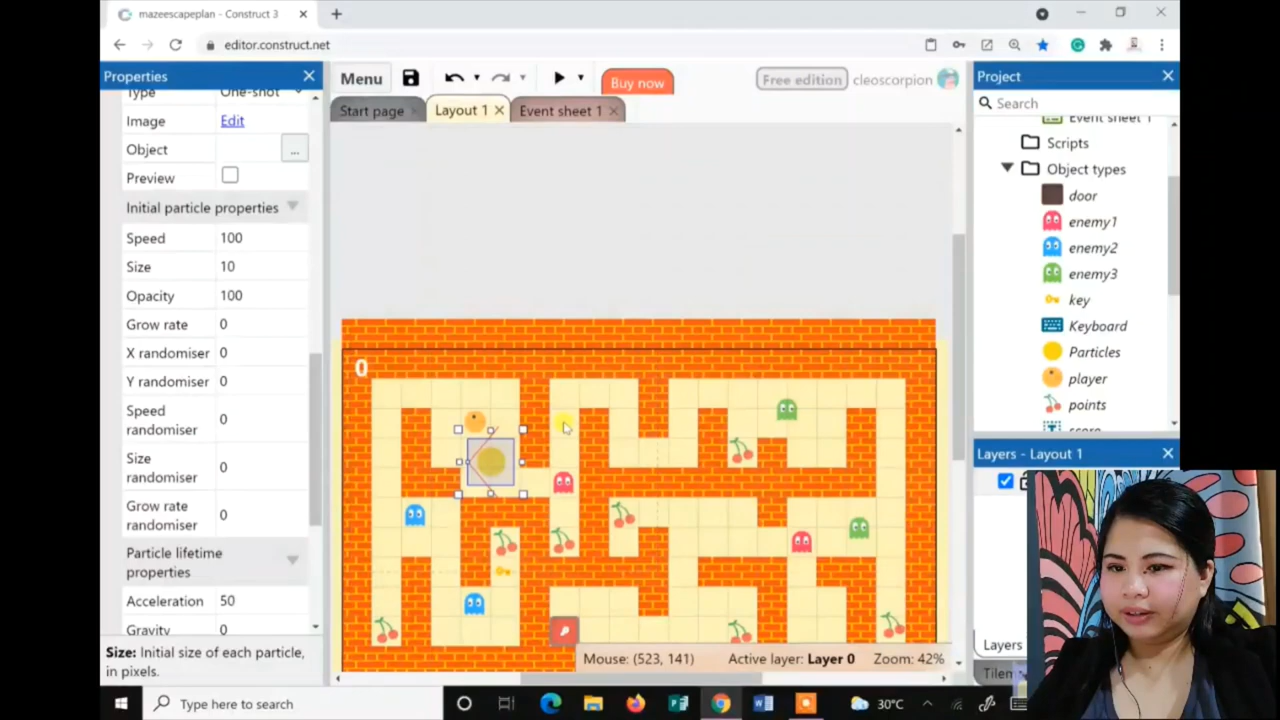 mazeescapeplan - Construct 3
editor.construct.net
Properties
Menu
Buy now
Free edition
cleoscorpion
Project
Start page
Layout 1
Event sheet 1
Search
Type One-shot
Image Edit
Object ...
Preview
Initial particle properties
Speed 100
Size 10
Opacity 100
Grow rate 0
X randomiser 0
Y randomiser 0
Speed randomiser 0
Size randomiser 0
Grow rate randomiser 0
Particle lifetime properties
Acceleration 50
Gravity 0
Size: Initial size of each particle, in pixels.
0
Mouse: (523, 141)
Active layer: Layer 0
Zoom: 42%
Event sheet 1
Scripts
Object types
door
enemy1
enemy2
enemy3
key
Keyboard
Particles
player
points
score
Layers - Layout 1
Layers
Type here to search
30°C